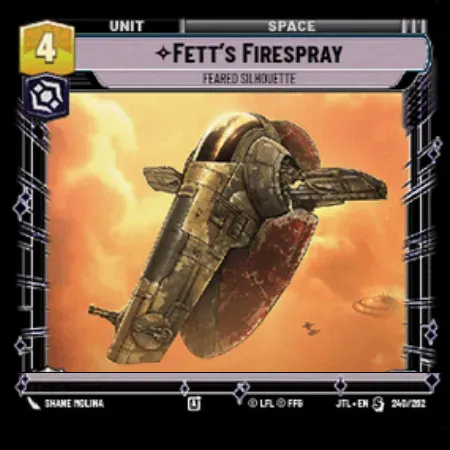 UNIT SPACE
4
✧FETT'S FIRESPRAY
FEARED SILHOUETTE
SHANE MOLINA A © LFL © FFG JTL • EN S 240/262